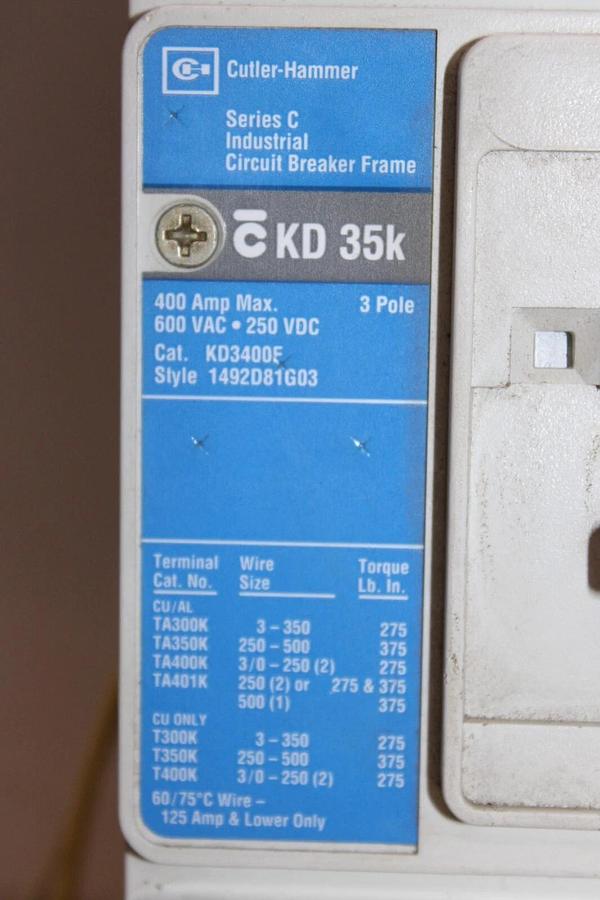 Cutler-Hammer
Series C
Industrial
Circuit Breaker Frame
C̅ KD 35k
400 Amp Max. 3 Pole
600 VAC • 250 VDC
Cat. KD3400F
Style 1492D81G03
Terminal Wire Torque
Cat. No. Size Lb. In.
CU/AL
TA300K 3 – 350 275
TA350K 250 – 500 375
TA400K 3/0 – 250 (2) 275
TA401K 250 (2) or 275 & 375
500 (1) 375
CU ONLY
T300K 3 – 350 275
T350K 250 – 500 375
T400K 3/0 – 250 (2) 275
60/75°C Wire –
125 Amp & Lower Only